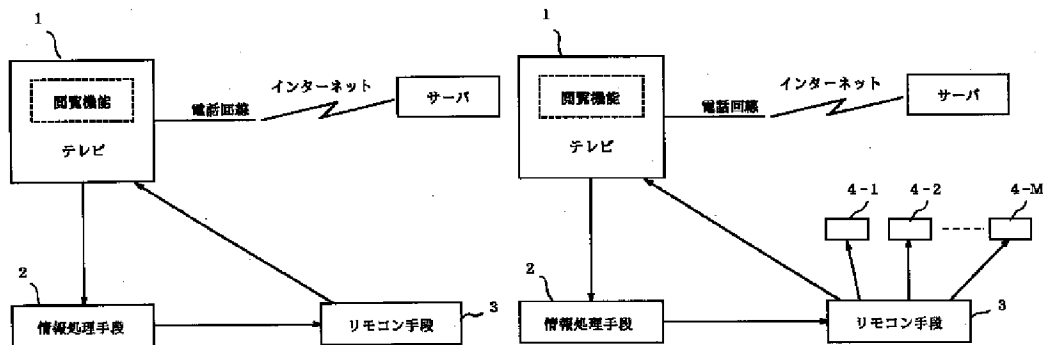 1
閲覧機能
テレビ
電話回線
インターネット
サーバ
2
情報処理手段
リモコン手段
3
1
閲覧機能
テレビ
電話回線
インターネット
サーバ
4-1
4-2
4-M
2
情報処理手段
リモコン手段
3